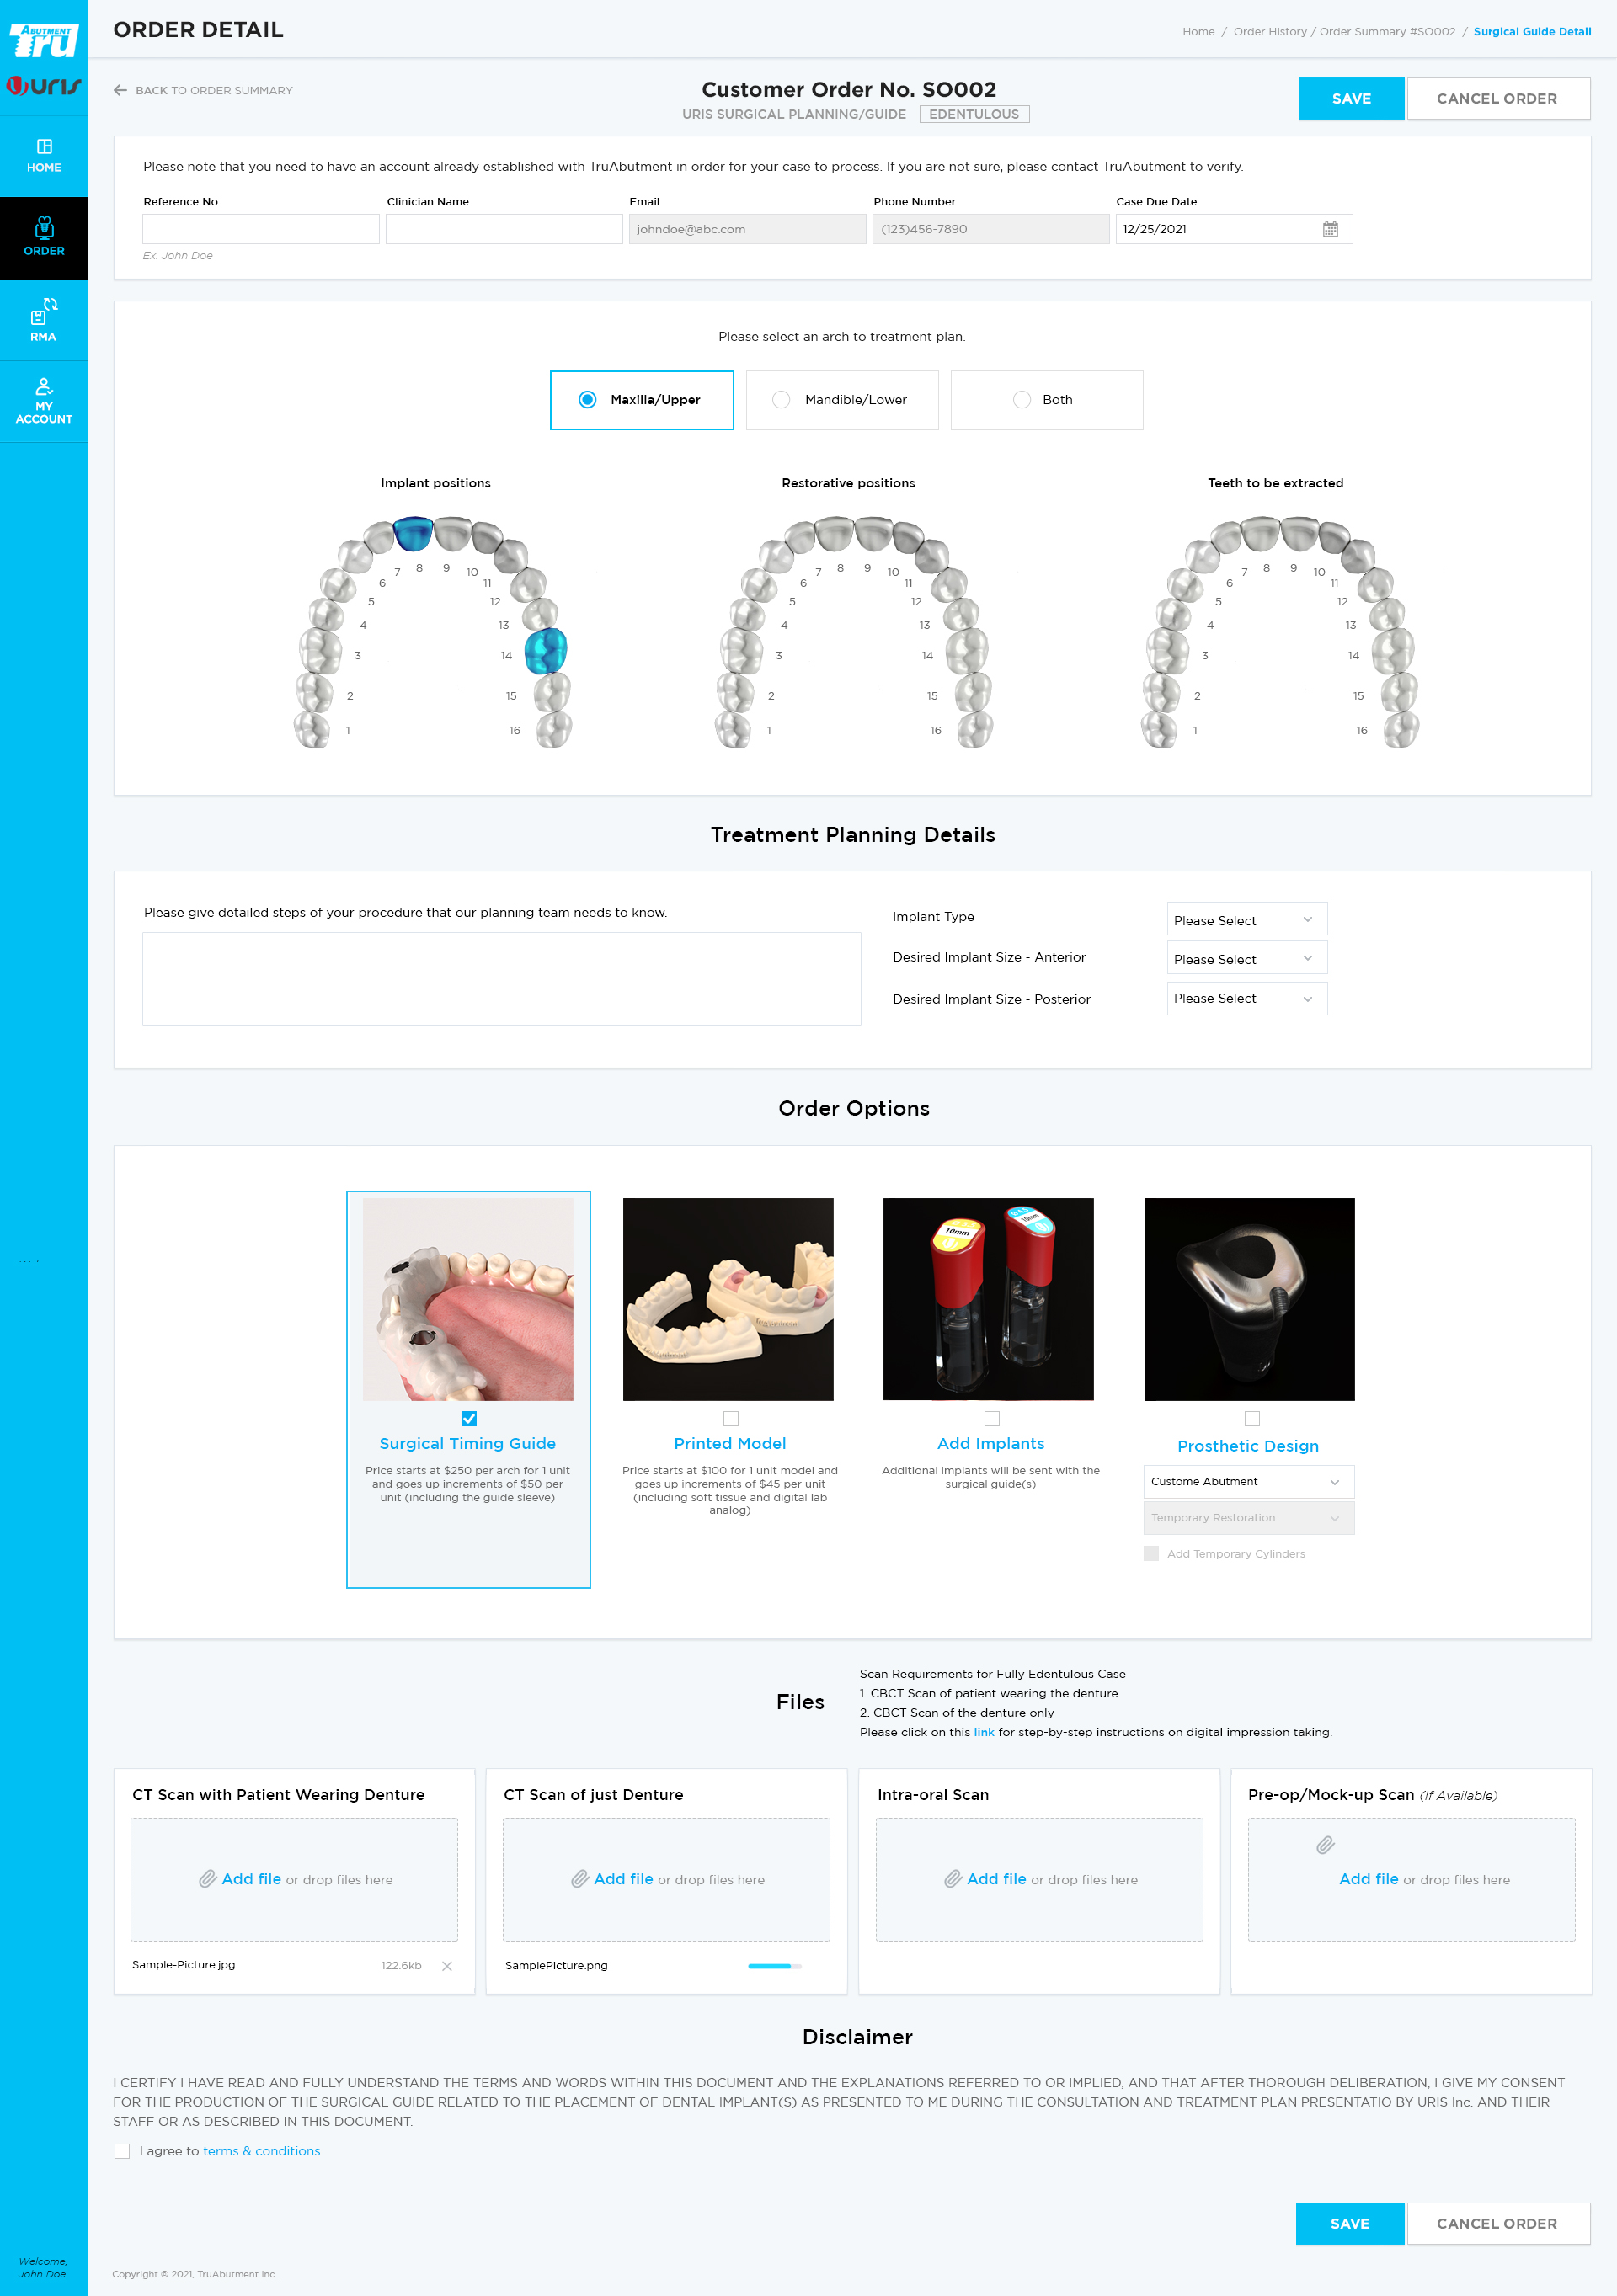 ABUTMENT
Tru
uris
HOME
ORDER
RMA
MY
ACCOUNT
Welcome,
John Doe
ORDER DETAIL
Home / Order History / Order Summary #SO002 / Surgical Guide Detail
BACK TO ORDER SUMMARY
Customer Order No. SO002
URIS SURGICAL PLANNING/GUIDE EDENTULOUS
SAVE
CANCEL ORDER
Please note that you need to have an account already established with TruAbutment in order for your case to process. If you are not sure, please contact TruAbutment to verify.
Reference No.
Clinician Name
Email
Phone Number
Case Due Date
johndoe@abc.com
(123)456-7890
12/25/2021
Ex. John Doe
Please select an arch to treatment plan.
Maxilla/Upper
Mandible/Lower
Both
Implant positions
1
2
3
4
5
6
7
8
9
10
11
12
13
14
15
16
Restorative positions
1
2
3
4
5
6
7
8
9
10
11
12
13
14
15
16
Teeth to be extracted
1
2
3
4
5
6
7
8
9
10
11
12
13
14
15
16
Treatment Planning Details
Please give detailed steps of your procedure that our planning team needs to know.
Implant Type
Please Select
Desired Implant Size - Anterior
Please Select
Desired Implant Size - Posterior
Please Select
Order Options
10mm
10mm
Surgical Timing Guide
Price starts at $250 per arch for 1 unit
and goes up increments of $50 per
unit (including the guide sleeve)
Printed Model
Price starts at $100 for 1 unit model and
goes up increments of $45 per unit
(including soft tissue and digital lab
analog)
Add Implants
Additional implants will be sent with the
surgical guide(s)
Prosthetic Design
Custome Abutment
Temporary Restoration
Add Temporary Cylinders
Files
Scan Requirements for Fully Edentulous Case
1. CBCT Scan of patient wearing the denture
2. CBCT Scan of the denture only
Please click on this link for step-by-step instructions on digital impression taking.
CT Scan with Patient Wearing Denture
Add file or drop files here
Sample-Picture.jpg
122.6kb
CT Scan of just Denture
Add file or drop files here
SamplePicture.png
Intra-oral Scan
Add file or drop files here
Pre-op/Mock-up Scan (If Available)
Add file or drop files here
Disclaimer
I CERTIFY I HAVE READ AND FULLY UNDERSTAND THE TERMS AND WORDS WITHIN THIS DOCUMENT AND THE EXPLANATIONS REFERRED TO OR IMPLIED, AND THAT AFTER THOROUGH DELIBERATION, I GIVE MY CONSENT
FOR THE PRODUCTION OF THE SURGICAL GUIDE RELATED TO THE PLACEMENT OF DENTAL IMPLANT(S) AS PRESENTED TO ME DURING THE CONSULTATION AND TREATMENT PLAN PRESENTATIO BY URIS Inc. AND THEIR
STAFF OR AS DESCRIBED IN THIS DOCUMENT.
I agree to terms & conditions.
SAVE
CANCEL ORDER
Copyright © 2021, TruAbutment Inc.